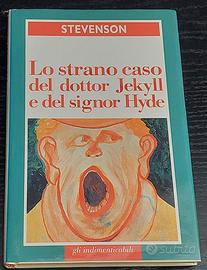 STEVENSON
Lo strano caso
del dottor Jekyll
e del signor Hyde
gli indimenticabili
subito